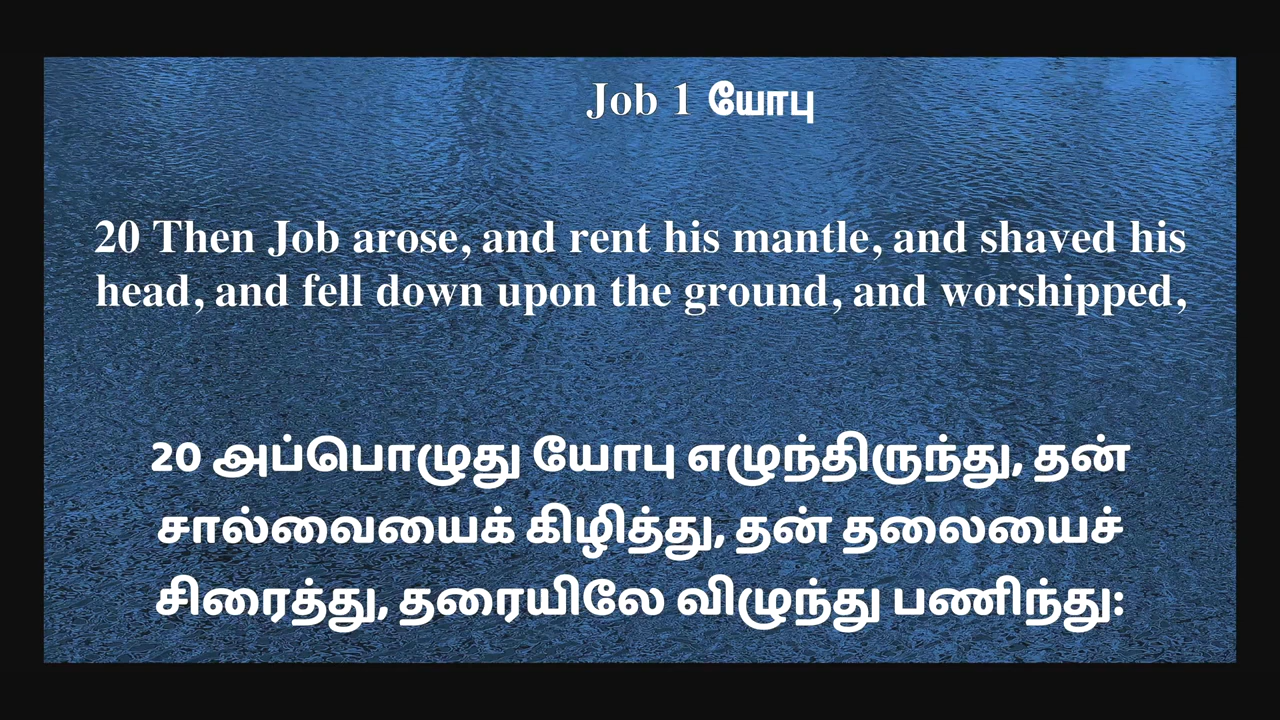 Job 1 யோபு
20 Then Job arose, and rent his mantle, and shaved his
head, and fell down upon the ground, and worshipped,
20 அப்பொழுது யோபு எழுந்திருந்து, தன்
சால்வையைக் கிழித்து, தன் தலையைச்
சிரைத்து, தரையிலே விழுந்து பணிந்து: